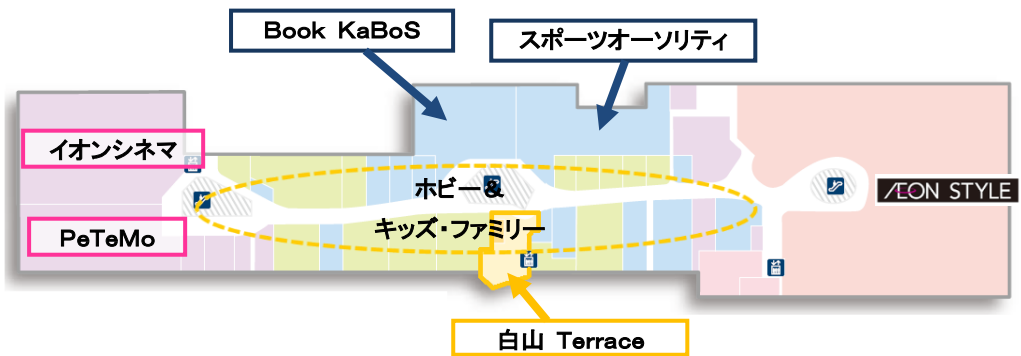 Book KaBoS
スポーツオーソリティ
イオンシネマ
ホビー&
キッズ・ファミリー
PeTeMo
ÆON STYLE
白山 Terrace